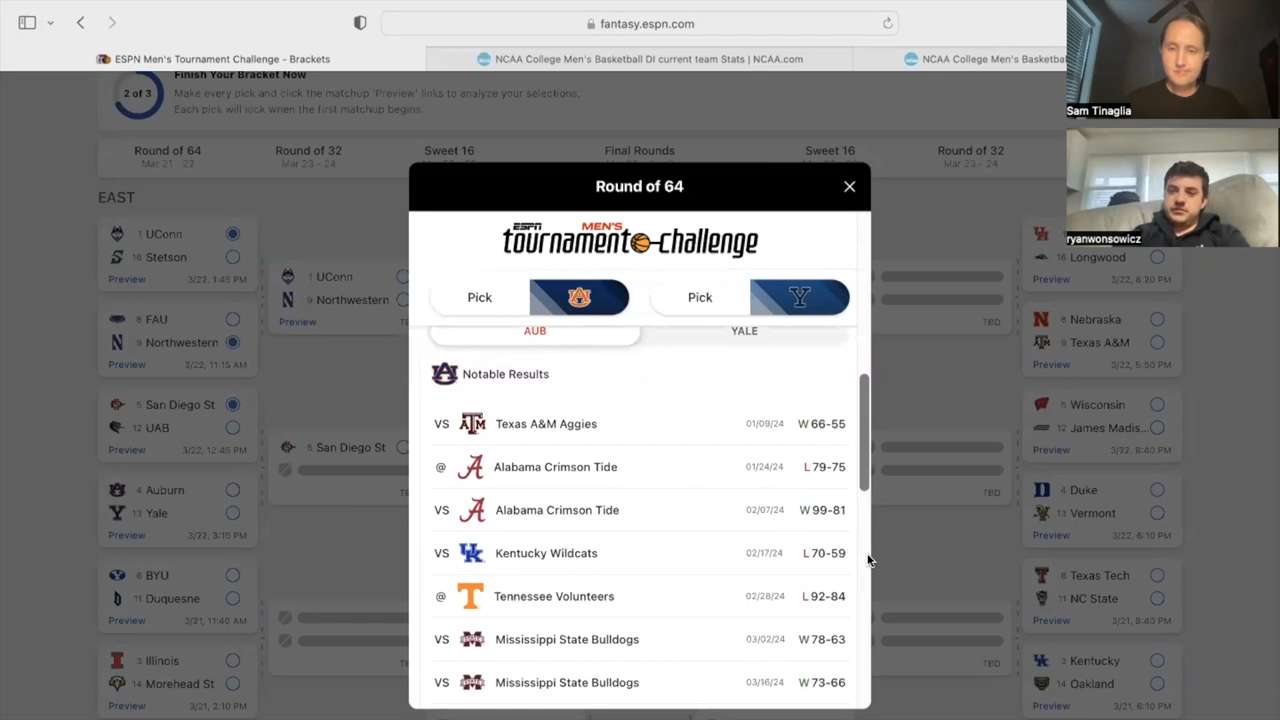 fantasy.espn.com
ESPN Men's Tournament Challenge - Brackets
NCAA College Men's Basketball DI current team Stats | NCAA.com
NCAA College Men's Basketba
Finish Your Bracket Now
2 of 3
Make every pick and click the matchup 'Preview' links to analyze your selections.
Each pick will lock when the first matchup begins.
Sam Tinaglia
ryanwonsowicz
Round of 64
Mar 21 - 22
Round of 32
Mar 23 - 24
Sweet 16
Final Rounds
Sweet 16
Round of 32
Mar 23 - 24
EAST
1 UConn
16 Stetson
Preview 3/22, 1:45 PM
8 FAU
9 Northwestern
Preview 3/22, 11:15 AM
5 San Diego St
12 UAB
Preview 3/22, 12:45 PM
4 Auburn
13 Yale
Preview 3/22, 3:15 PM
6 BYU
11 Duquesne
Preview 3/21, 11:40 AM
3 Illinois
14 Morehead St
Preview 3/21, 2:10 PM
1 UConn
9 Northwestern
Preview
5 San Diego St
Round of 64
ESPN MEN'S
tournament challenge
Pick
Pick
Y
AUB
YALE
Notable Results
VS Texas A&M Aggies 01/09/24 W 66-55
@ Alabama Crimson Tide 01/24/24 L 79-75
VS Alabama Crimson Tide 02/07/24 W 99-81
VS Kentucky Wildcats 02/17/24 L 70-59
@ Tennessee Volunteers 02/28/24 L 92-84
VS Mississippi State Bulldogs 03/02/24 W 78-63
VS Mississippi State Bulldogs 03/16/24 W 73-66
TBD
TBD
TBD
16 Longwood
Preview 3/22, 8:20 PM
8 Nebraska
9 Texas A&M
Preview 3/22, 5:50 PM
5 Wisconsin
12 James Madis...
Preview 3/22, 8:40 PM
4 Duke
13 Vermont
Preview 3/22, 6:10 PM
6 Texas Tech
11 NC State
Preview 3/21, 8:40 PM
3 Kentucky
14 Oakland
Preview 3/21, 6:10 PM